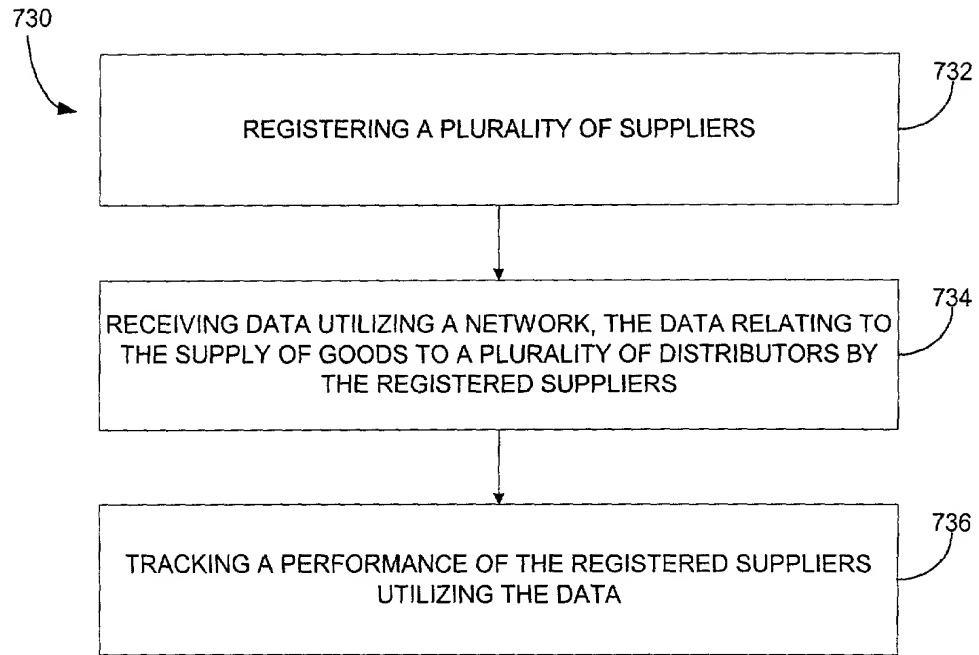 730
732
REGISTERING A PLURALITY OF SUPPLIERS
734
RECEIVING DATA UTILIZING A NETWORK, THE DATA RELATING TO
THE SUPPLY OF GOODS TO A PLURALITY OF DISTRIBUTORS BY
THE REGISTERED SUPPLIERS
736
TRACKING A PERFORMANCE OF THE REGISTERED SUPPLIERS
UTILIZING THE DATA